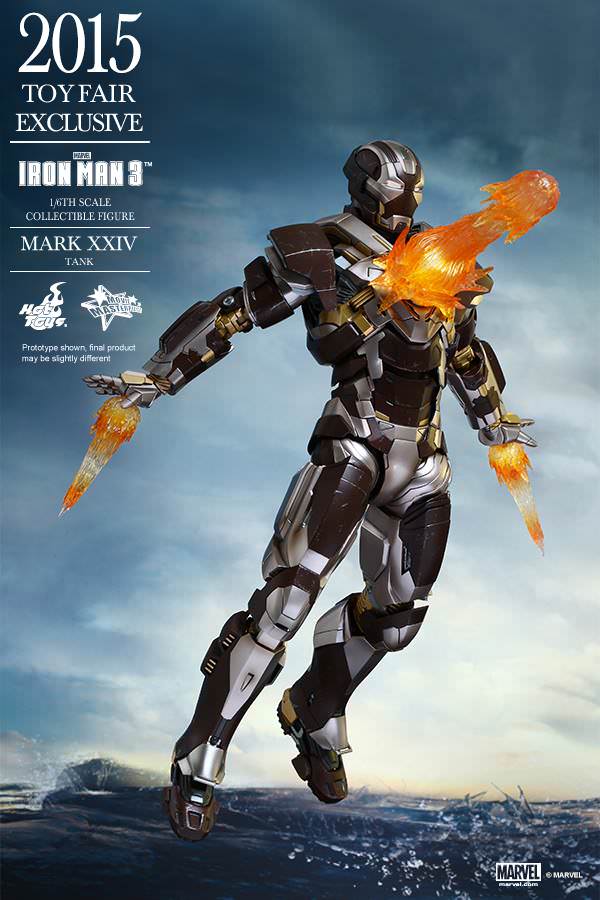 2015
TOY FAIR
EXCLUSIVE
MARVEL
IRON MAN 3™
1/6TH SCALE
COLLECTIBLE FIGURE
MARK XXIV
TANK
HOT TOYS.
MOVIE MASTERPIECE
Prototype shown, final product
may be slightly different
MARVEL © MARVEL
marvel.com